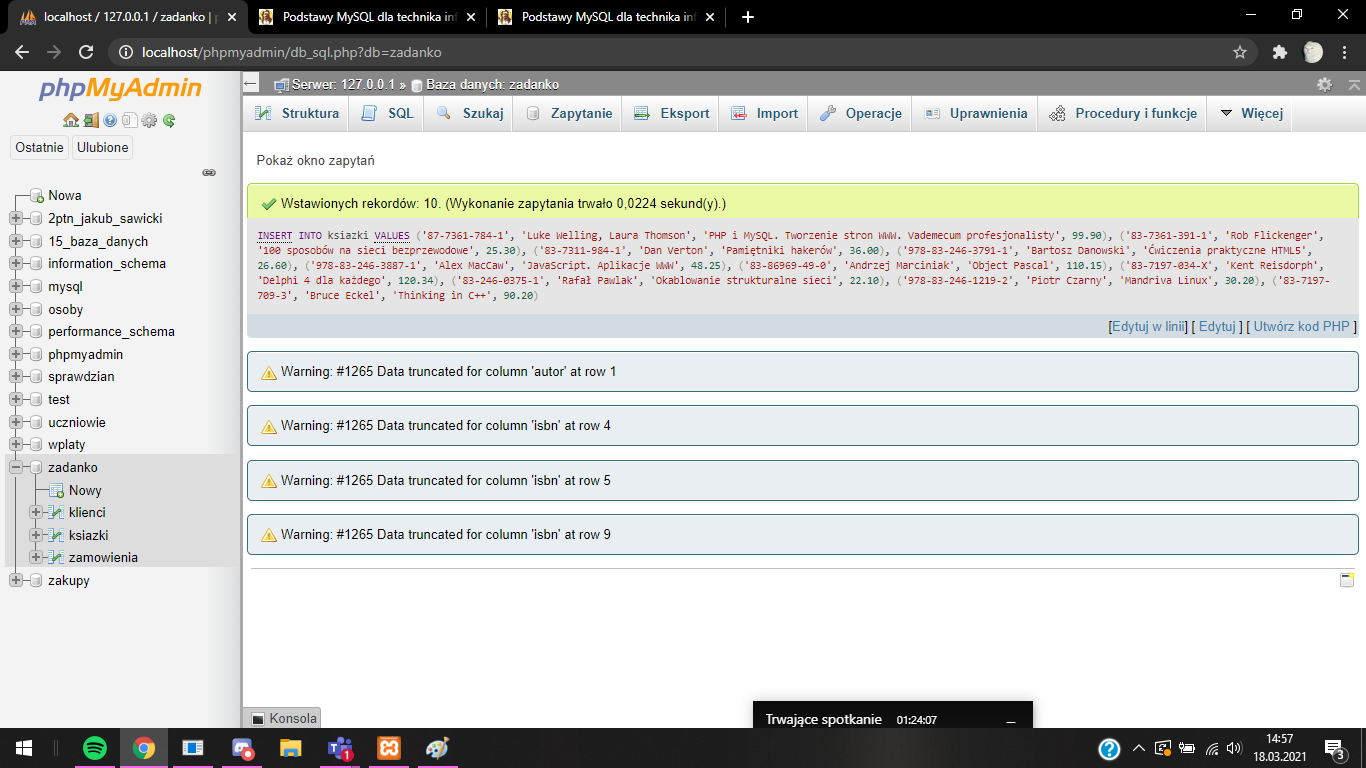 localhost / 127.0.0.1 / zadanko | p
Podstawy MySQL dla technika inf
Podstawy MySQL dla technika inf
localhost/phpmyadmin/db_sql.php?db=zadanko
phpMyAdmin
Ostatnie
Ulubione
Nowa
2ptn_jakub_sawicki
15_baza_danych
information_schema
mysql
osoby
performance_schema
phpmyadmin
sprawdzian
test
uczniowie
wplaty
zadanko
Nowy
klienci
ksiazki
zamowienia
zakupy
Serwer: 127.0.0.1 » Baza danych: zadanko
Struktura SQL Szukaj Zapytanie Eksport Import Operacje Uprawnienia Procedury i funkcje Więcej
Pokaż okno zapytań
Wstawionych rekordów: 10. (Wykonanie zapytania trwało 0,0224 sekund(y).)
INSERT INTO ksiazki VALUES ('87-7361-784-1', 'Luke Welling, Laura Thomson', 'PHP i MySQL. Tworzenie stron WWW. Vademecum profesjonalisty', 99.90), ('83-7361-391-1', 'Rob Flickenger',
'100 sposobów na sieci bezprzewodowe', 25.30), ('83-7311-984-1', 'Dan Verton', 'Pamiętniki hakerów', 36.00), ('978-83-246-3791-1', 'Bartosz Danowski', 'Ćwiczenia praktyczne HTML5',
26.60), ('978-83-246-3887-1', 'Alex MacCaw', 'JavaScript. Aplikacje WWW', 48.25), ('83-86969-49-0', 'Andrzej Marciniak', 'Object Pascal', 110.15), ('83-7197-034-X', 'Kent Reisdorph',
'Delphi 4 dla każdego', 120.34), ('83-246-0375-1', 'Rafał Pawlak', 'Okablowanie strukturalne sieci', 22.10), ('978-83-246-1219-2', 'Piotr Czarny', 'Mandriva Linux', 30.20), ('83-7197-
709-3', 'Bruce Eckel', 'Thinking in C++', 90.20)
[Edytuj w linii] [ Edytuj ] [ Utwórz kod PHP ]
Warning: #1265 Data truncated for column 'autor' at row 1
Warning: #1265 Data truncated for column 'isbn' at row 4
Warning: #1265 Data truncated for column 'isbn' at row 5
Warning: #1265 Data truncated for column 'isbn' at row 9
Konsola
Trwające spotkanie 01:24:07
1
14:57
18.03.2021
3